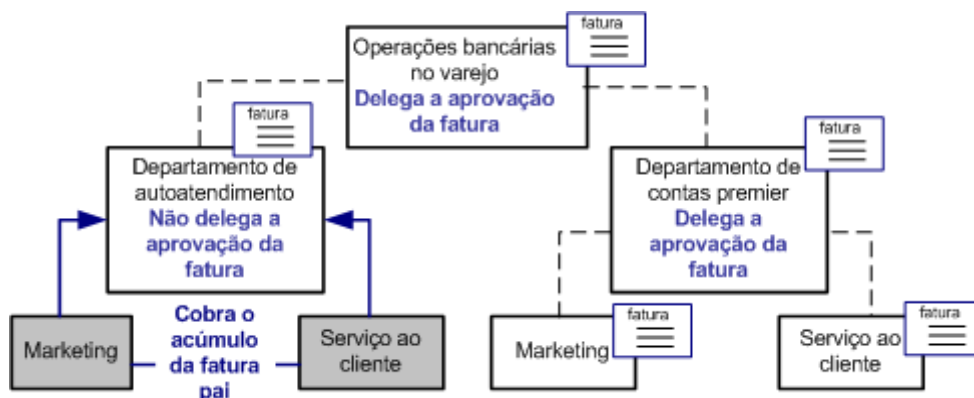 fatura
Operações bancárias
no varejo
Delega a aprovação
da fatura
fatura
Departamento de
autoatendimento
Não delega a
aprovação da
fatura
fatura
Departamento de
contas premier
Delega a
aprovação da
fatura
Marketing
Cobra o
acúmulo
da fatura
pai
Serviço ao
cliente
fatura
Marketing
fatura
Serviço ao
cliente